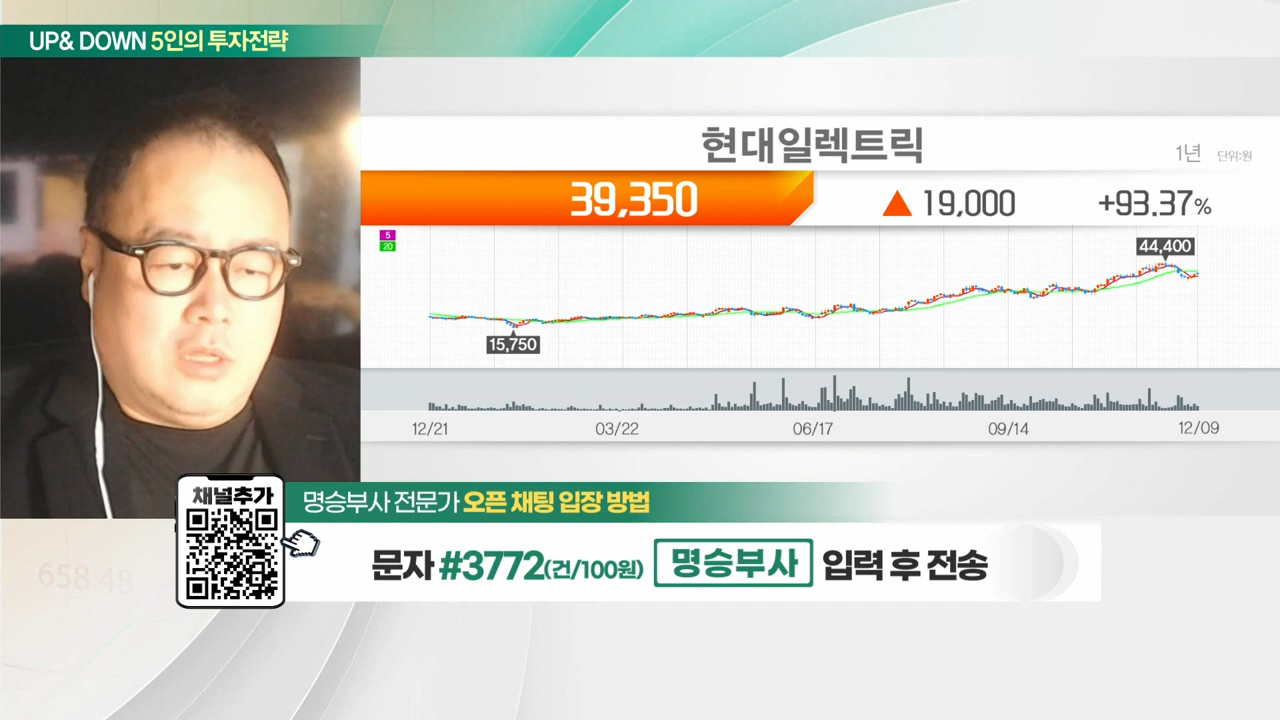 UP& DOWN 5인의 투자전략
현대일렉트릭
1년 단위:원
39,350 ▲ 19,000 +93.37%
5
20
44,400
15,750
12/21 03/22 06/17 09/14 12/09
채널추가
명승부사 전문가 오픈 채팅 입장 방법
문자 #3772(건/100원) 명승부사 입력 후 전송
658.48